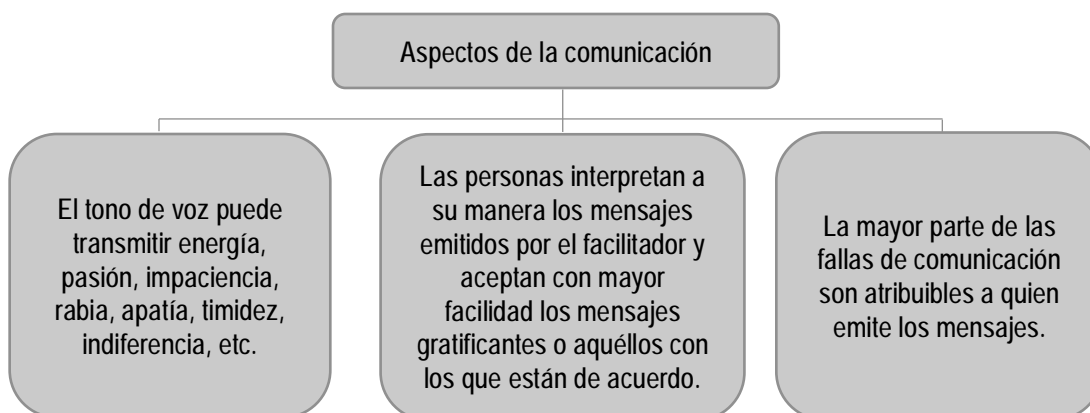 Aspectos de la comunicación
El tono de voz puede
transmitir energía,
pasión, impaciencia,
rabia, apatía, timidez,
indiferencia, etc.
Las personas interpretan a
su manera los mensajes
emitidos por el facilitador y
aceptan con mayor
facilidad los mensajes
gratificantes o aquéllos con
los que están de acuerdo.
La mayor parte de las
fallas de comunicación
son atribuibles a quien
emite los mensajes.